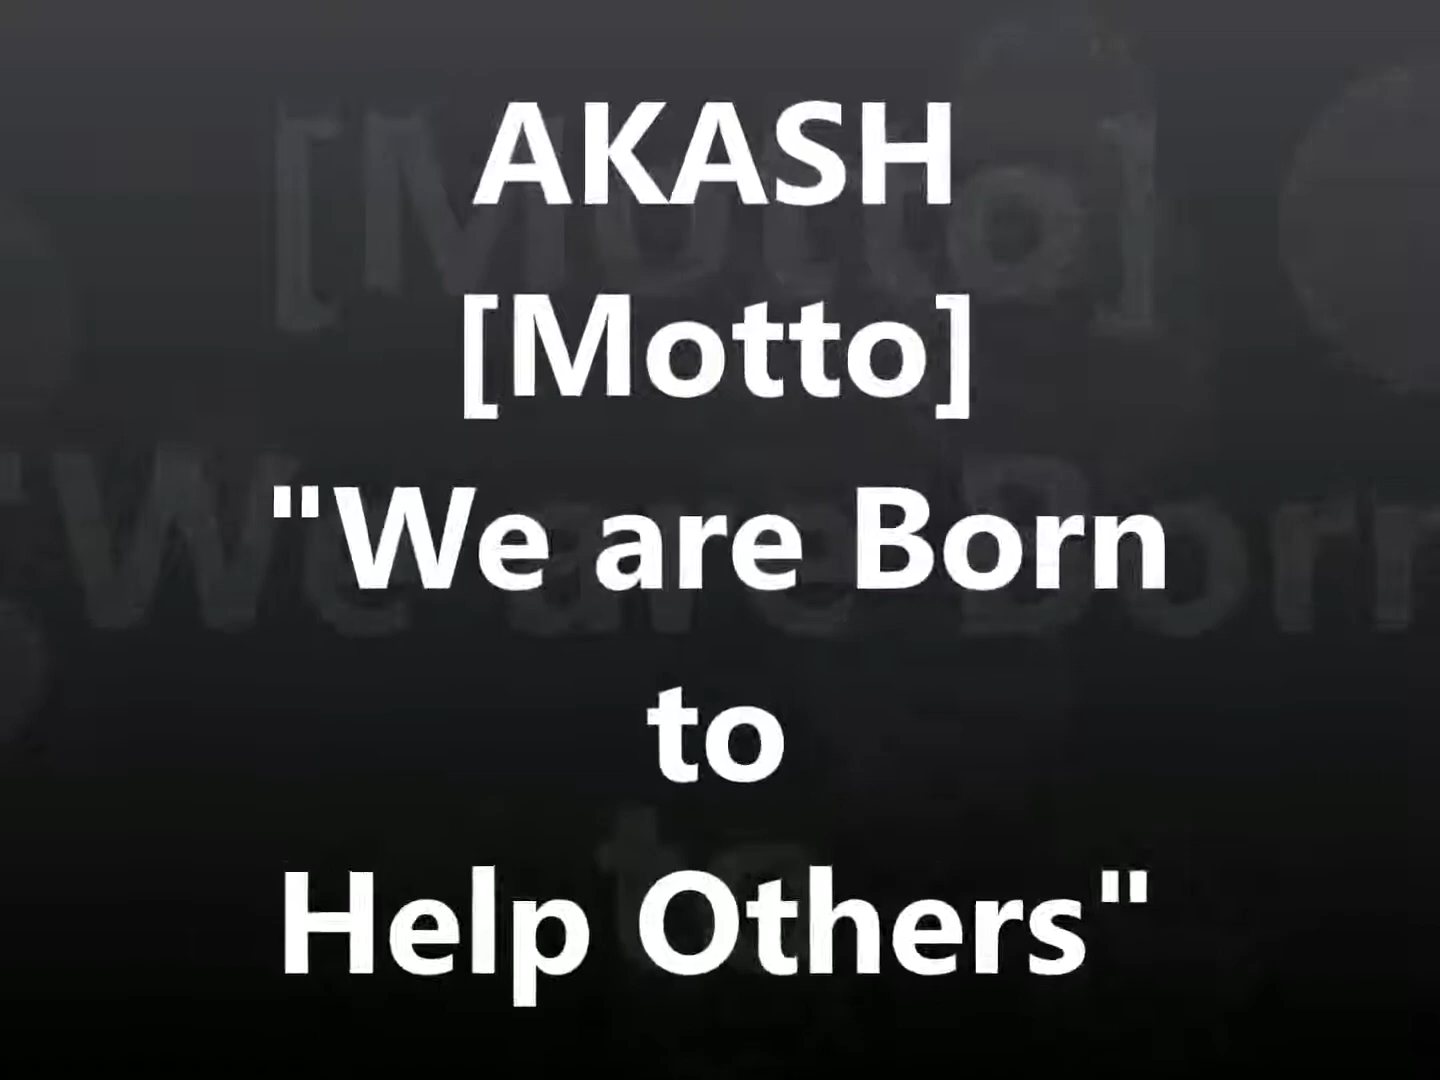 AKASH
[Motto]
"We are Born
to
Help Others"